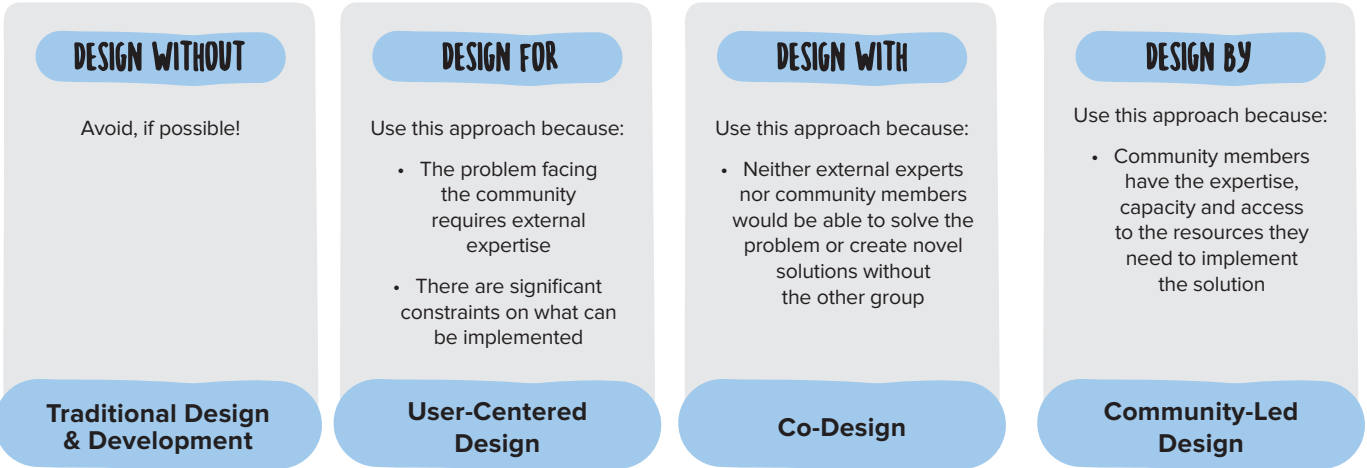 DESIGN WITHOUT
Avoid, if possible!
Traditional Design
& Development
DESIGN FOR
Use this approach because:
• The problem facing
the community
requires external
expertise
• There are significant
constraints on what can
be implemented
User-Centered
Design
DESIGN WITH
Use this approach because:
• Neither external experts
nor community members
would be able to solve the
problem or create novel
solutions without
the other group
Co-Design
DESIGN BY
Use this approach because:
• Community members
have the expertise,
capacity and access
to the resources they
need to implement
the solution
Community-Led
Design